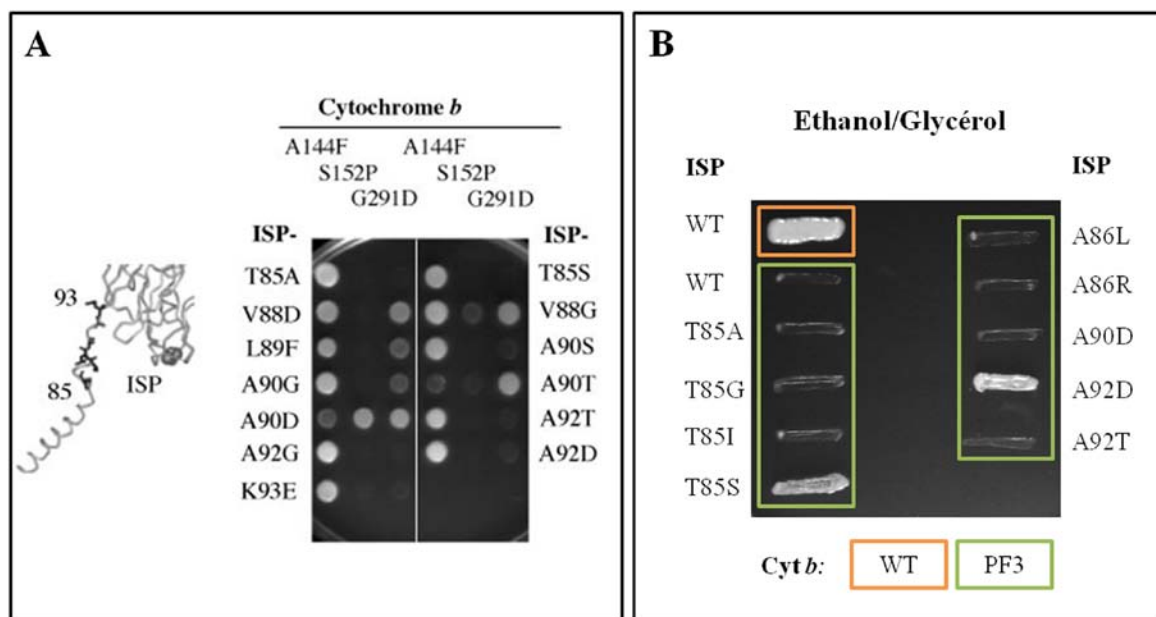 A
Cytochrome b
A144F A144F
S152P S152P
G291D G291D
ISP- ISP-
T85A T85S
V88D V88G
L89F A90S
A90G A90T
A90D A92T
A92G A92D
K93E
93
85
ISP
B
Ethanol/Glycérol
ISP ISP
WT A86L
WT A86R
T85A A90D
T85G A92D
T85I A92T
T85S
Cyt b: WT PF3